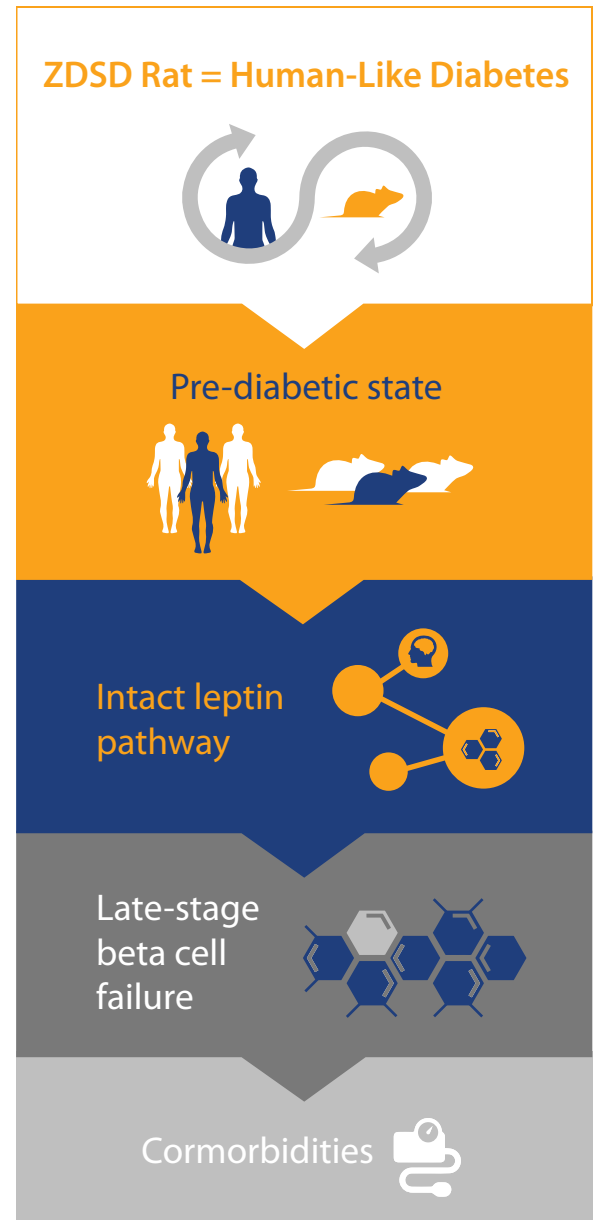 ZDSD Rat = Human-Like Diabetes
Pre-diabetic state
Intact leptin
pathway
Late-stage
beta cell
failure
Cormorbidities